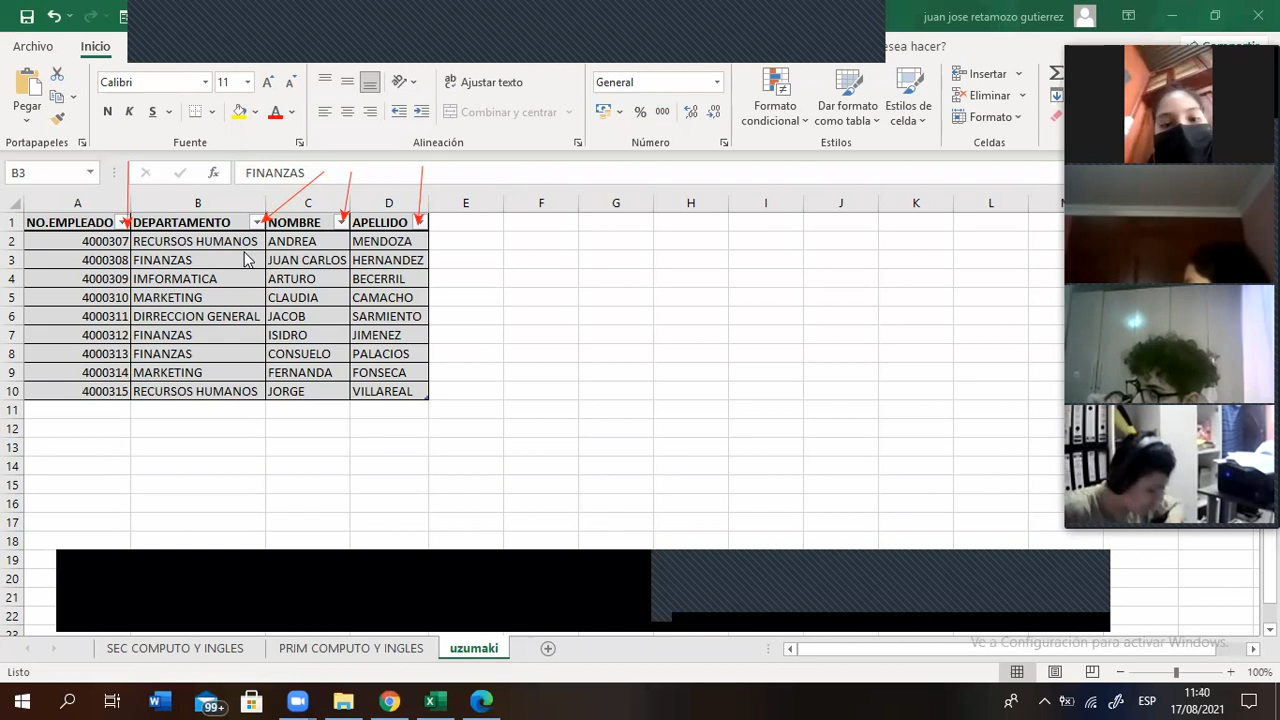 juan jose retamozo gutierrez
Archivo Inicio esea hacer?
Calibri 11 Ajustar texto General Insertar
Pegar N K S Combinar y centrar % Formato condicional Dar formato como tabla Estilos de celda Eliminar Formato
Portapapeles Fuente Alineación Número Estilos Celdas
B3 fx FINANZAS
A B C D E F G H I J K L
1 NO.EMPLEADO DEPARTAMENTO NOMBRE APELLIDO
2 4000307 RECURSOS HUMANOS ANDREA MENDOZA
3 4000308 FINANZAS JUAN CARLOS HERNANDEZ
4 4000309 IMFORMATICA ARTURO BECERRIL
5 4000310 MARKETING CLAUDIA CAMACHO
6 4000311 DIRRECCION GENERAL JACOB SARMIENTO
7 4000312 FINANZAS ISIDRO JIMENEZ
8 4000313 FINANZAS CONSUELO PALACIOS
9 4000314 MARKETING FERNANDA FONSECA
10 4000315 RECURSOS HUMANOS JORGE VILLAREAL
11
12
13
14
15
16
17
18
19
20
21
22
Ve a Configuración para activar Windows.
SEC COMPUTO Y INGLES PRIM COMPUTO Y INGLES uzumaki
Listo 100%
99+ ESP 11:40
17/08/2021